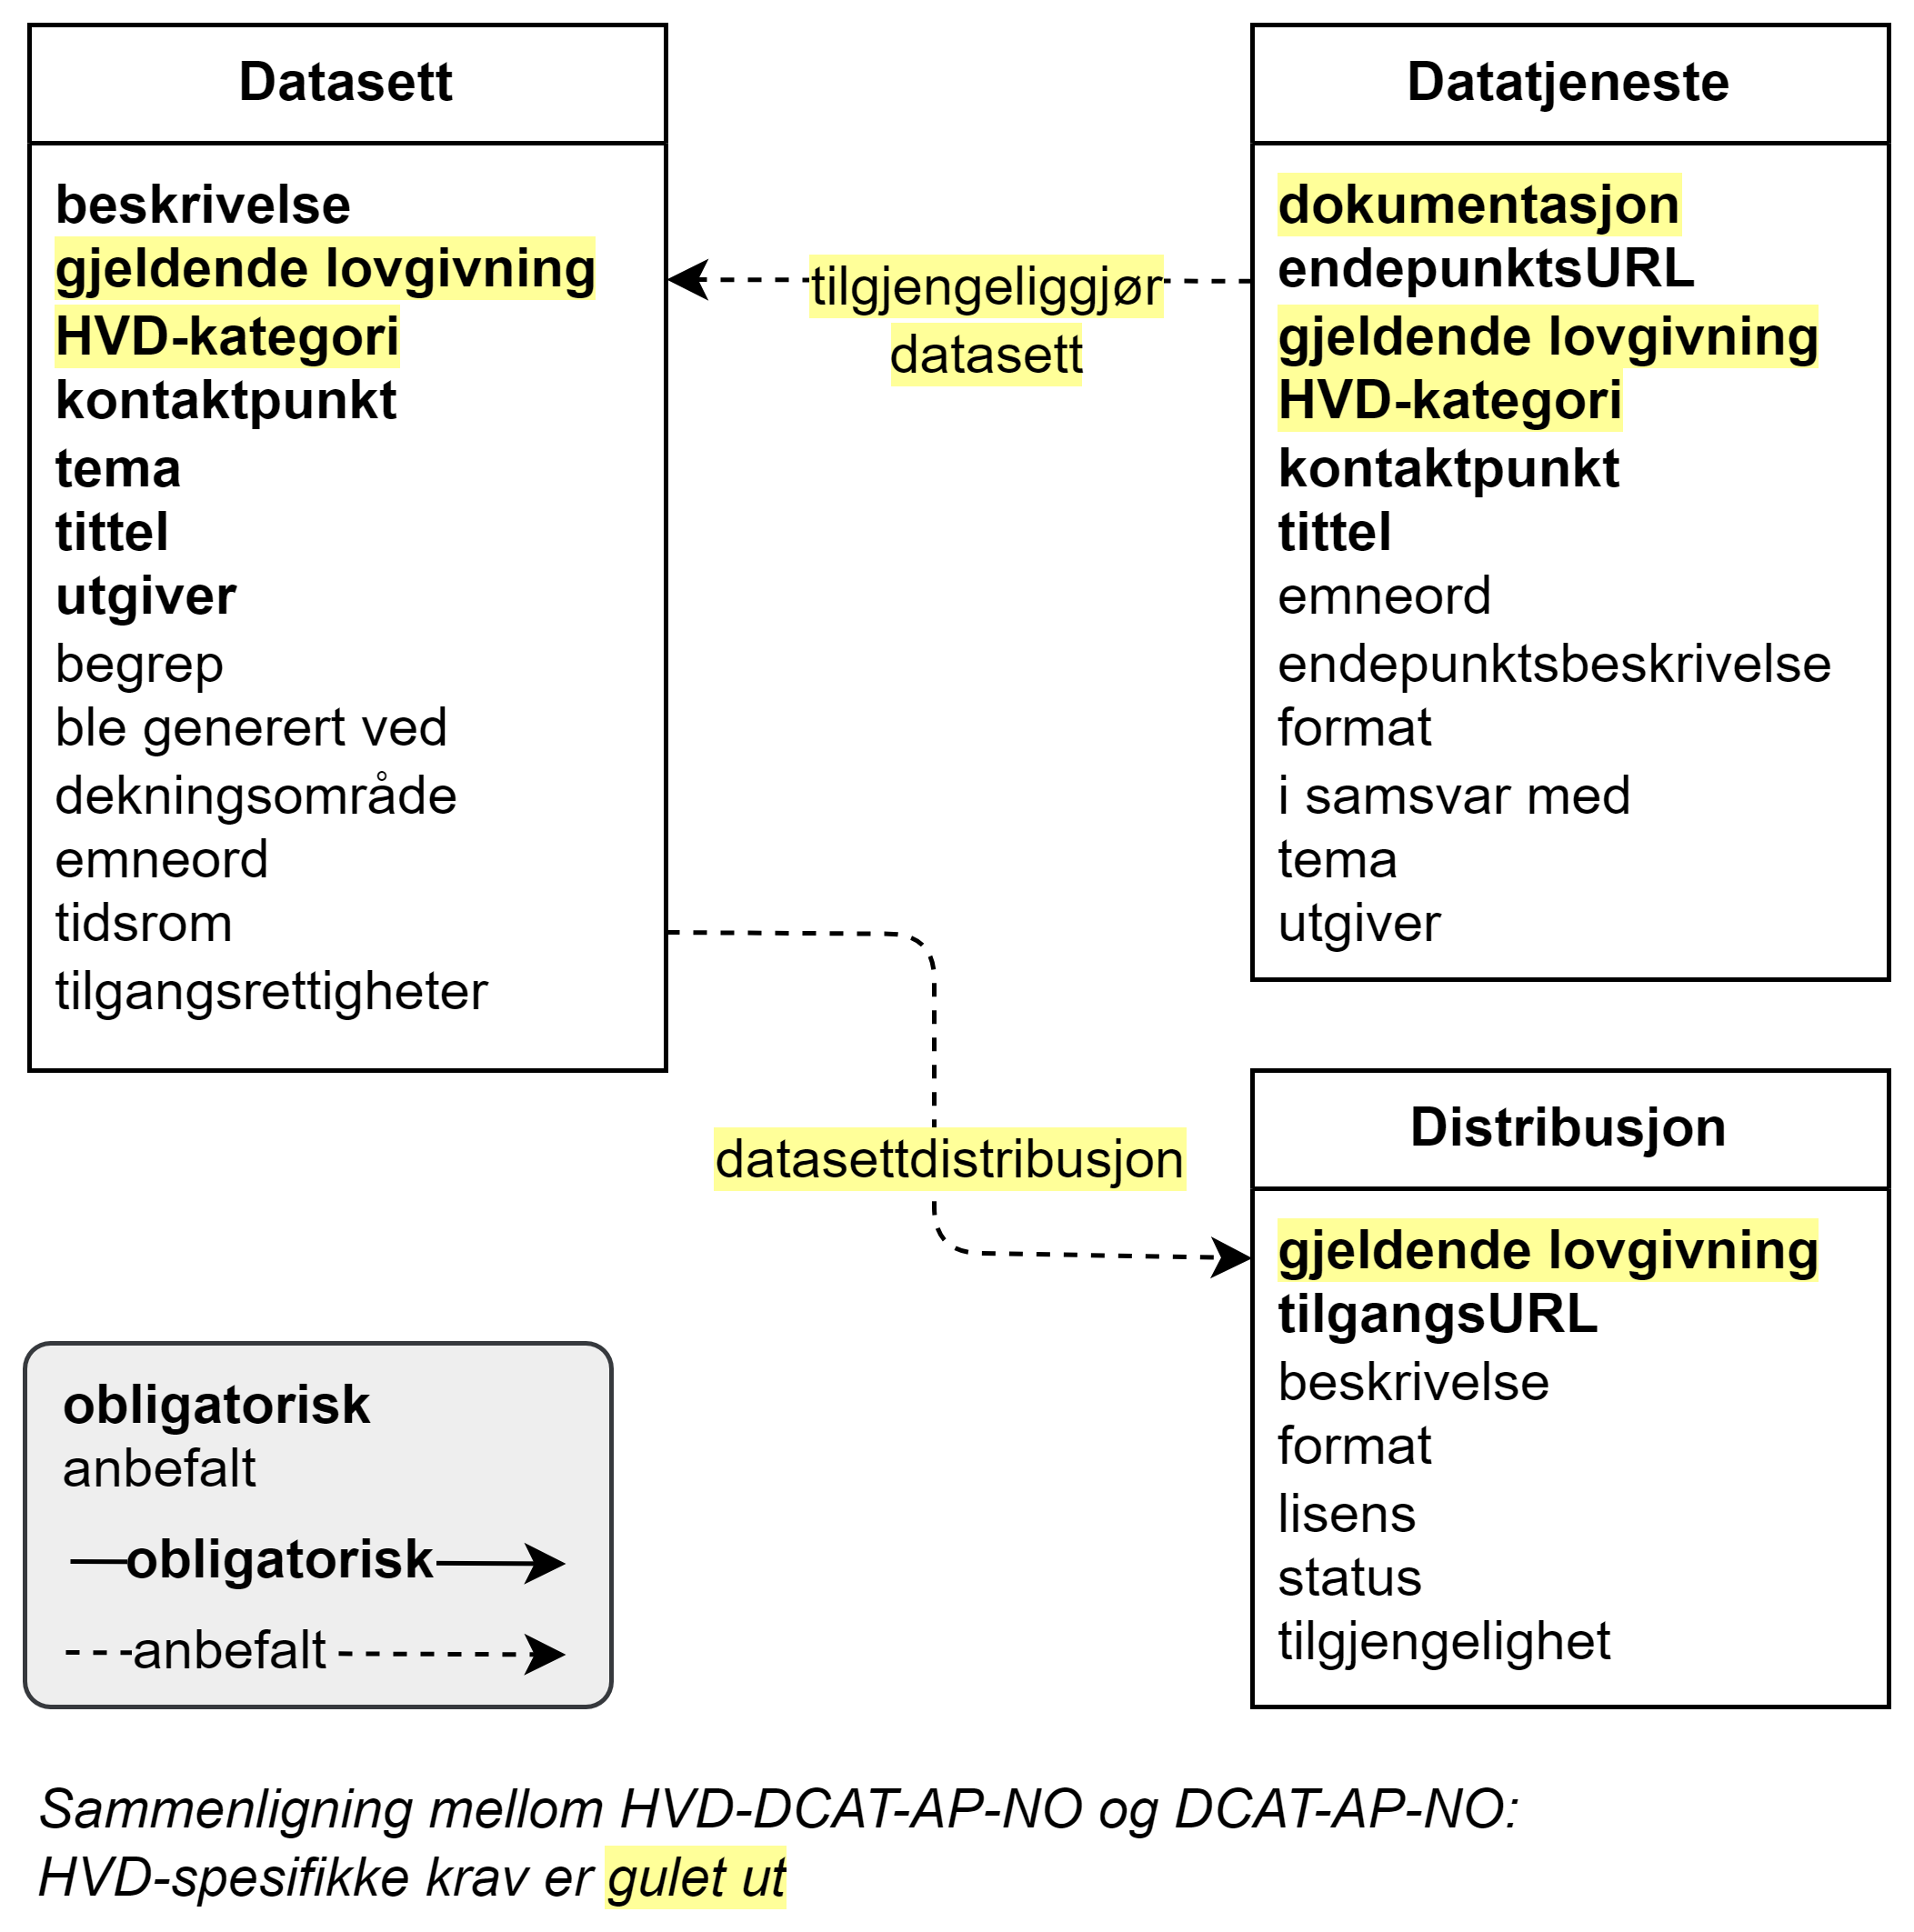 Datasett
beskrivelse
gjeldende lovgivning
HVD-kategori
kontaktpunkt
tema
tittel
utgiver
begrep
ble generert ved
dekningsområde
emneord
tidsrom
tilgangsrettigheter
tilgjengeliggjør
datasett
Datatjeneste
dokumentasjon
endepunktsURL
gjeldende lovgivning
HVD-kategori
kontaktpunkt
tittel
emneord
endepunktsbeskrivelse
format
i samsvar med
tema
utgiver
datasettdistribusjon
Distribusjon
gjeldende lovgivning
tilgangsURL
beskrivelse
format
lisens
status
tilgjengelighet
obligatorisk
anbefalt
obligatorisk
anbefalt
Sammenligning mellom HVD-DCAT-AP-NO og DCAT-AP-NO:
HVD-spesifikke krav er gulet ut